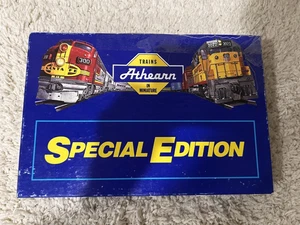 TRAINS
Athearn
IN
MINIATURE
300
SPECIAL EDITION